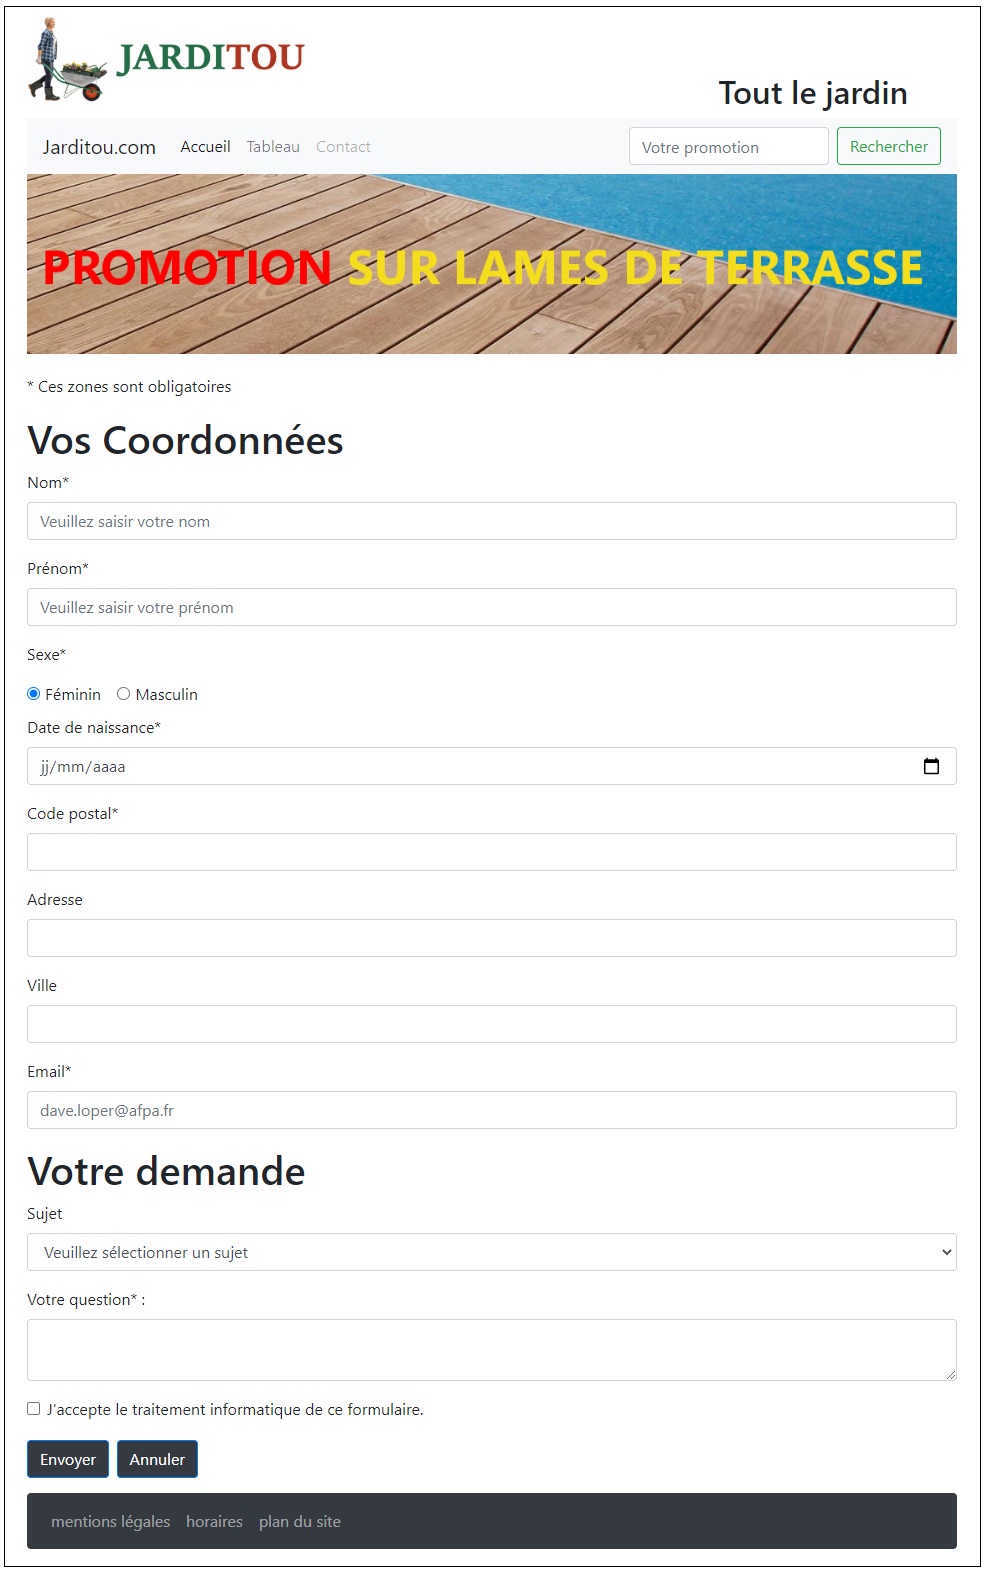 JARDITOU
Tout le jardin
Jarditou.com Accueil Tableau Contact Votre promotion Rechercher
PROMOTION SUR LAMES DE TERRASSE
* Ces zones sont obligatoires
Vos Coordonnées
Nom*
Veuillez saisir votre nom
Prénom*
Veuillez saisir votre prénom
Sexe*
Féminin Masculin
Date de naissance*
jj/mm/aaaa
Code postal*
Adresse
Ville
Email*
dave.loper@afpa.fr
Votre demande
Sujet
Veuillez sélectionner un sujet
Votre question* :
J'accepte le traitement informatique de ce formulaire.
Envoyer Annuler
mentions légales horaires plan du site